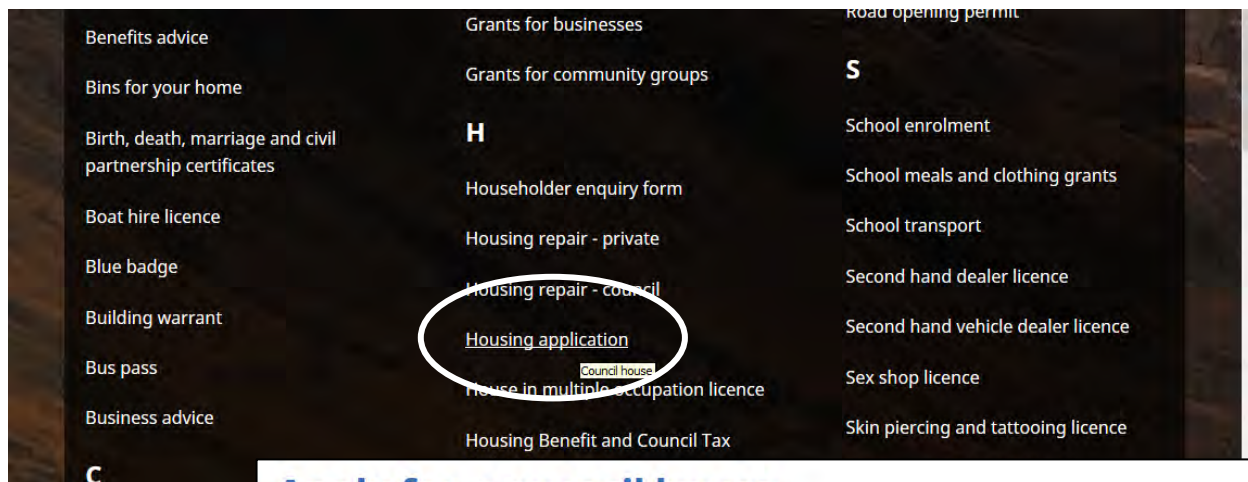 Benefits advice
Bins for your home
Birth, death, marriage and civil
partnership certificates
Boat hire licence
Blue badge
Building warrant
Bus pass
Business advice
C
Grants for businesses
Grants for community groups
H
Householder enquiry form
Housing repair - private
Housing repair - council
Housing application
Council house
House in multiple occupation licence
Housing Benefit and Council Tax
Road opening permit
S
School enrolment
School meals and clothing grants
School transport
Second hand dealer licence
Second hand vehicle dealer licence
Sex shop licence
Skin piercing and tattooing licence